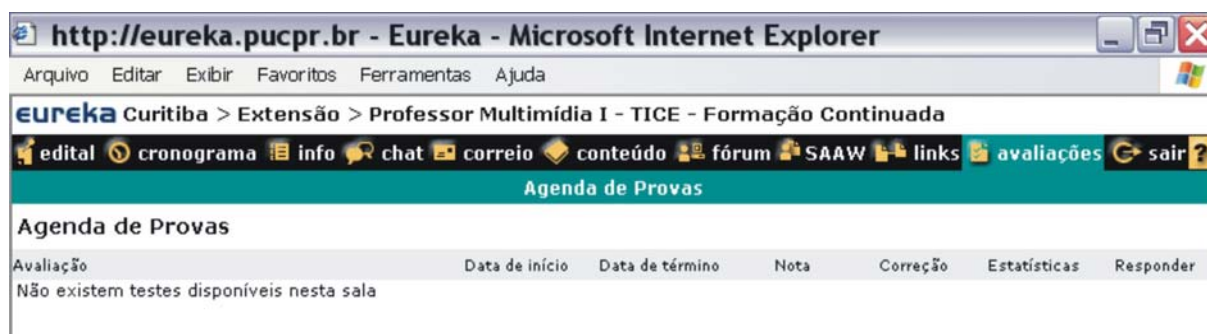 http://eureka.pucpr.br - Eureka - Microsoft Internet Explorer
Arquivo Editar Exibir Favoritos Ferramentas Ajuda
eureka Curitiba > Extensão > Professor Multimídia I - TICE - Formação Continuada
edital cronograma info chat correio conteúdo fórum SAAW links avaliações sair ?
Agenda de Provas
Agenda de Provas
Avaliação Data de início Data de término Nota Correção Estatísticas Responder
Não existem testes disponíveis nesta sala